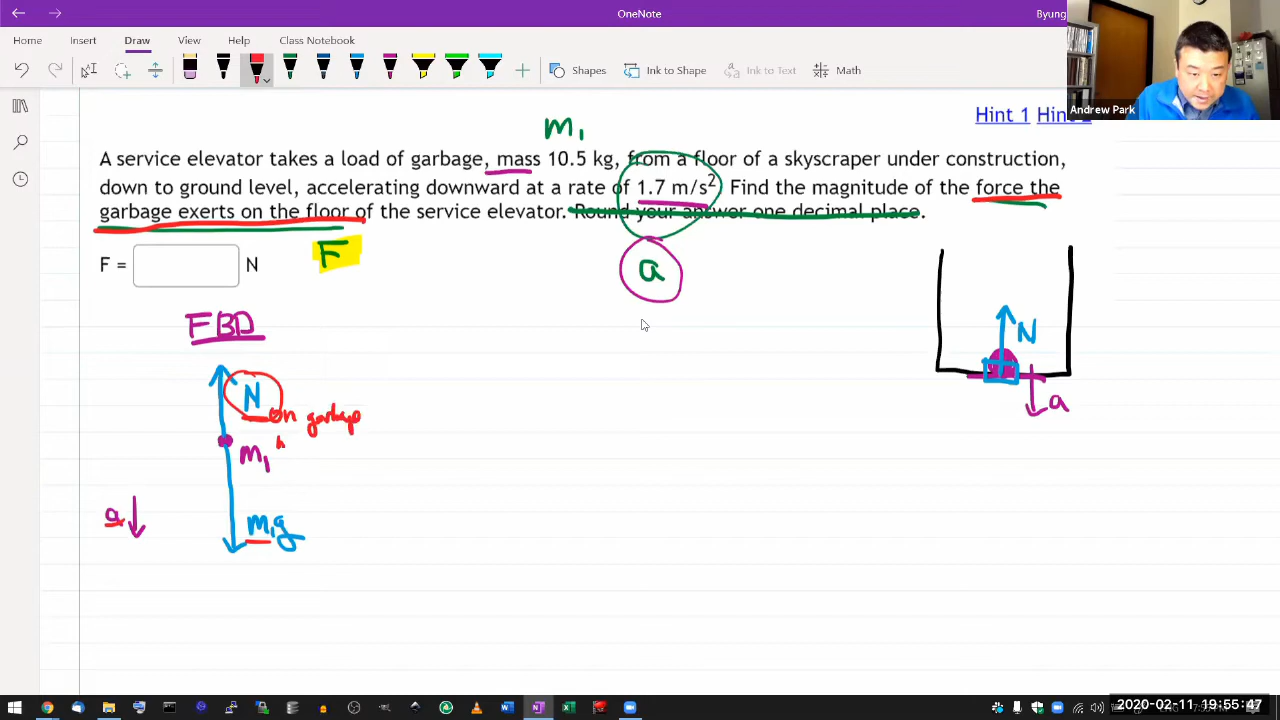 OneNote
Byung
Home Insert Draw View Help Class Notebook
Shapes Ink to Shape Ink to Text Math
Andrew Park
Hint 1 Hint 2
m₁
A service elevator takes a load of garbage, mass 10.5 kg, from a floor of a skyscraper under construction,
down to ground level, accelerating downward at a rate of 1.7 m/s². Find the magnitude of the force the
garbage exerts on the floor of the service elevator. Round your answer one decimal place.
F = N
F
a
FBD
N
on garbage
m₁
a
m₁g
N
a
2020-02-11 19:55:47